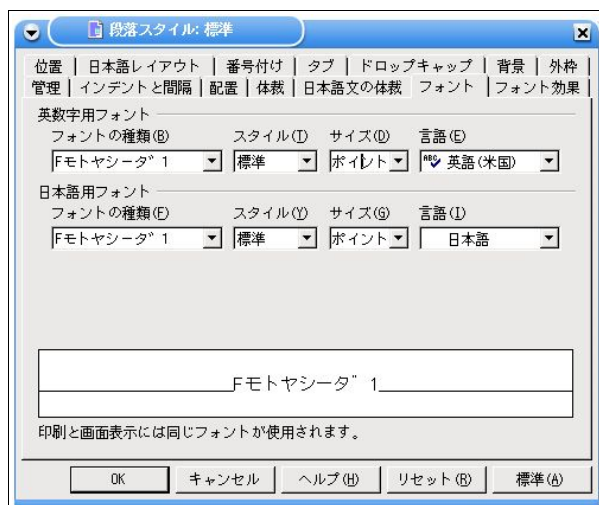 段落スタイル: 標準
位置 日本語レイアウト 番号付け タブ ドロップキャップ 背景 外枠
管理 インデントと間隔 配置 体裁 日本語文の体裁 フォント フォント効果
英数字用フォント
フォントの種類(B) スタイル(T) サイズ(D) 言語(E)
Fモトヤシータ゛1 標準 ポイント ABC 英語(米国)
日本語用フォント
フォントの種類(F) スタイル(Y) サイズ(G) 言語(I)
Fモトヤシータ゛1 標準 ポイント 日本語
Fモトヤシータ゛1
印刷と画面表示には同じフォントが使用されます。
OK キャンセル ヘルプ(H) リセット(R) 標準(A)